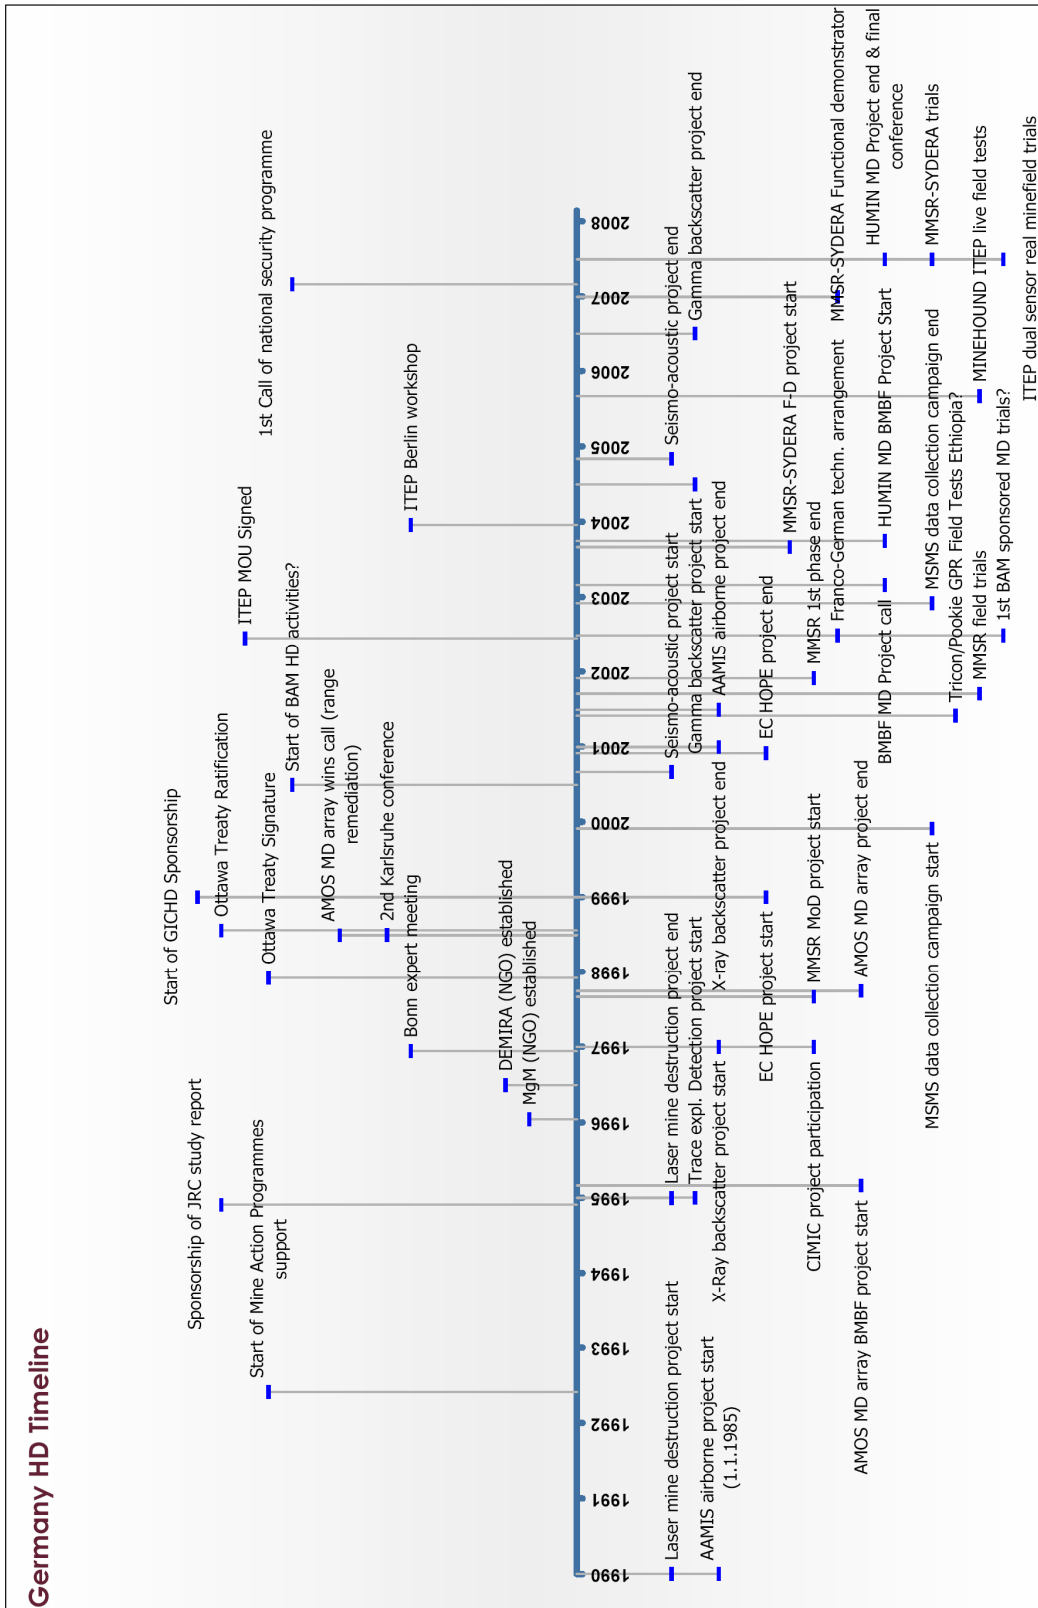 Germany HD Timeline
Start of GICHD Sponsorship
Sponsorship of JRC study report
Ottawa Treaty Ratification
ITEP MOU Signed
Start of Mine Action Programmes
support
Ottawa Treaty Signature
Start of BAM HD activities?
1st Call of national security programme
AMOS MD array wins call (range
remediation)
2nd Karlsruhe conference
Bonn expert meeting
ITEP Berlin workshop
DEMIRA (NGO) established
MgM (NGO) established
1990
1991
1992
1993
1994
1995
1996
1997
1998
1999
2000
2001
2002
2003
2004
2005
2006
2007
2008
Laser mine destruction project start
Laser mine destruction project end
Seismo-acoustic project start
Seismo-acoustic project end
Trace expl. Detection project start
Gamma backscatter project start
Gamma backscatter project end
AAMIS airborne project start
(1.1.1985)
X-Ray backscatter project start
X-ray backscatter project end
AAMIS airborne project end
EC HOPE project start
EC HOPE project end
MMSR-SYDERA F-D project start
CIMIC project participation
MMSR MoD project start
MMSR 1st phase end
Franco-German techn. arrangement
MMSR-SYDERA Functional demonstrator
AMOS MD array BMBF project start
AMOS MD array project end
BMBF MD Project call
HUMIN MD BMBF Project Start
HUMIN MD Project end & final
conference
MSMS data collection campaign start
MSMS data collection campaign end
MMSR-SYDERA trials
Tricon/Pookie GPR Field Tests Ethiopia?
MMSR field trials
MINEHOUND ITEP live field tests
1st BAM sponsored MD trials?
ITEP dual sensor real minefield trials